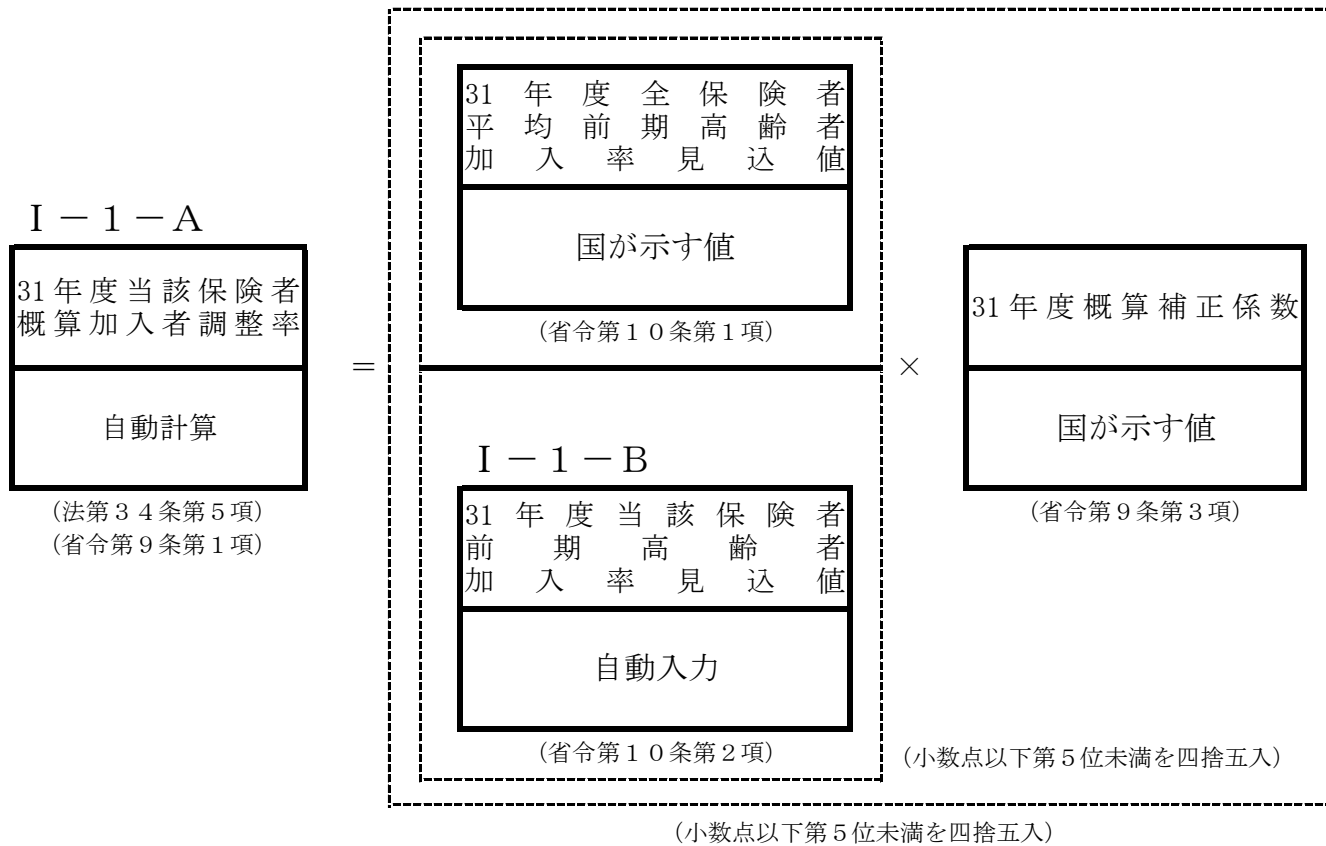 31年度全保険者
平均前期高齢者
加入率見込値
国が示す値
(省令第10条第1項)
Ⅰ－1－A
31年度当該保険者
概算加入者調整率
自動計算
(法第34条第5項)
(省令第9条第1項)
＝
Ⅰ－1－B
31年度当該保険者
前期高齢者
加入率見込値
自動入力
(省令第10条第2項)
×
31年度概算補正係数
国が示す値
(省令第9条第3項)
(小数点以下第5位未満を四捨五入)
(小数点以下第5位未満を四捨五入)